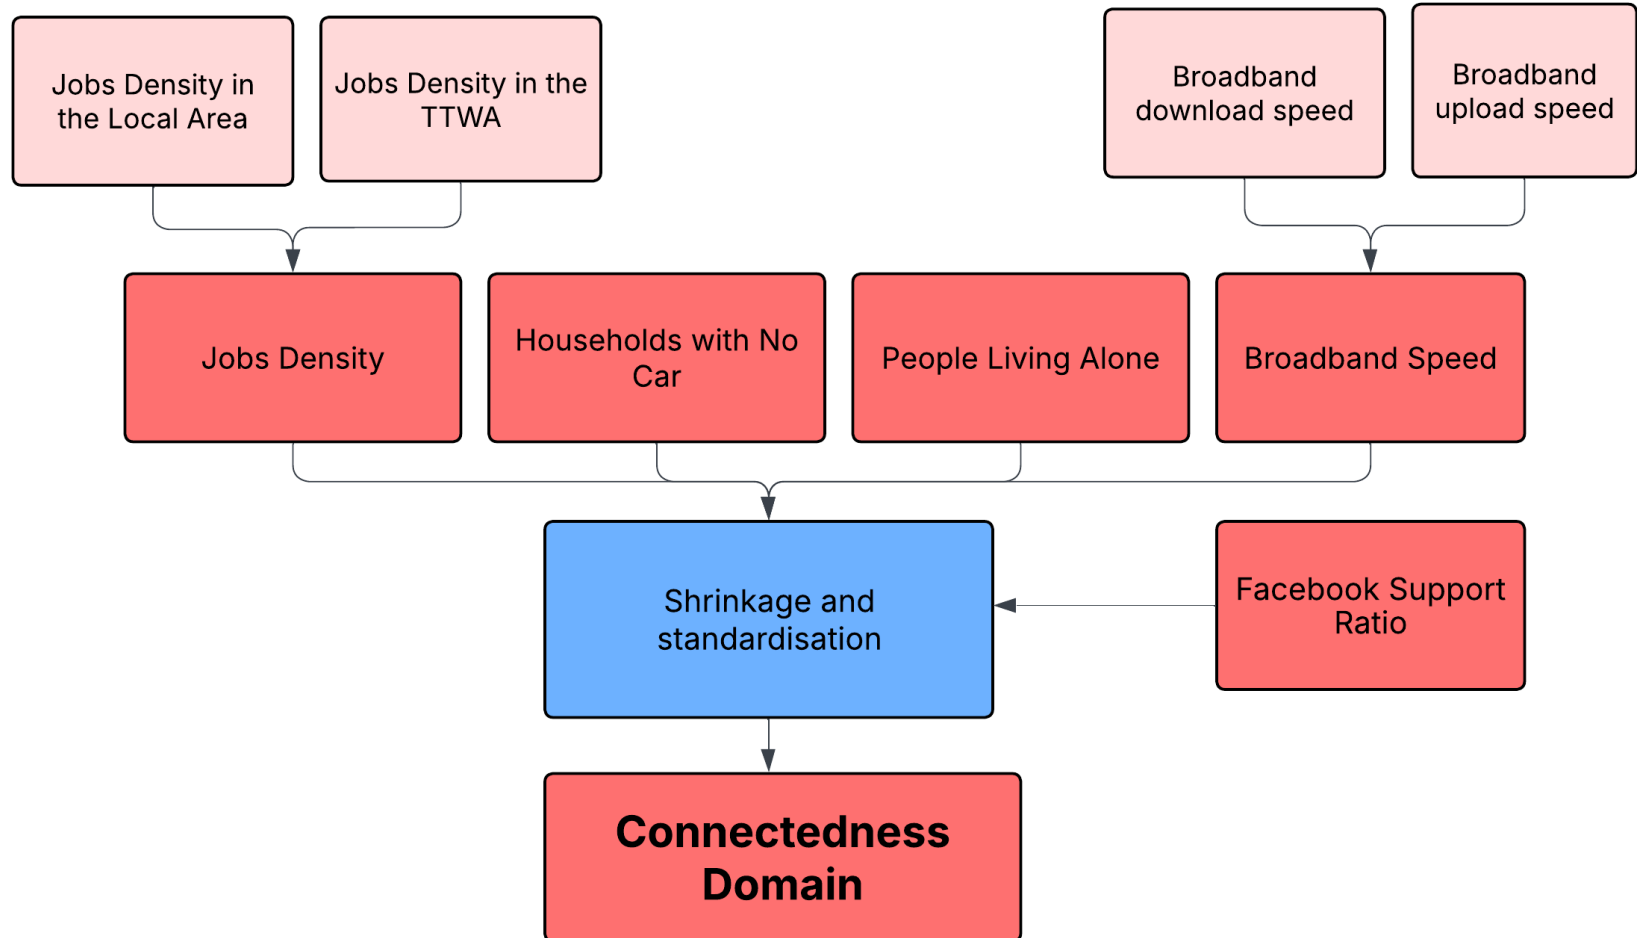 Jobs Density in
the Local Area
Jobs Density in the
TTWA
Broadband
download speed
Broadband
upload speed
Jobs Density
Households with No
Car
People Living Alone
Broadband Speed
Shrinkage and
standardisation
Facebook Support
Ratio
Connectedness
Domain